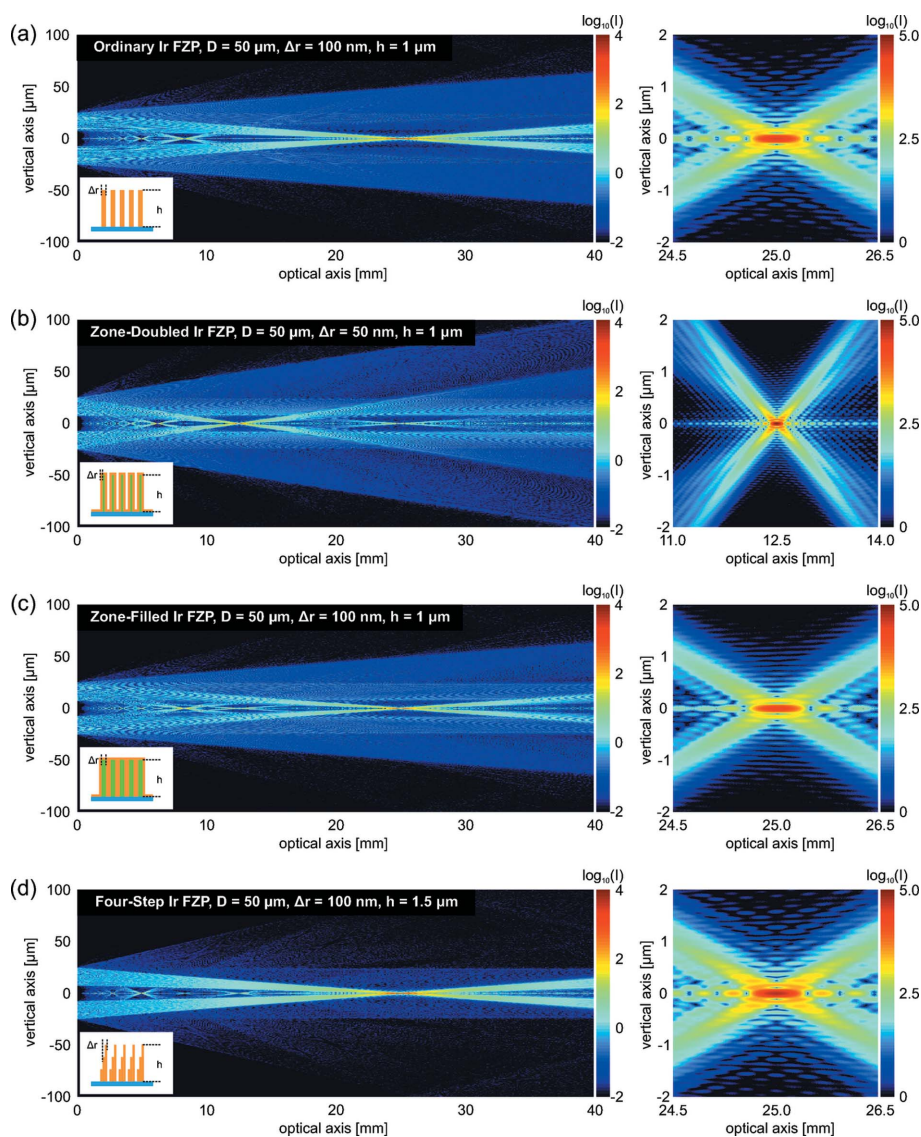 (a)
log₁₀(I)
log₁₀(I)
Ordinary Ir FZP, D = 50 µm, Δr = 100 nm, h = 1 µm
vertical axis [µm]
100
50
0
-50
-100
Δr
h
0
10
20
30
40
optical axis [mm]
4
2
0
-2
vertical axis [µm]
2
1
0
-1
-2
24.5
25.0
26.5
optical axis [mm]
5.0
2.5
0
(b)
log₁₀(I)
log₁₀(I)
Zone-Doubled Ir FZP, D = 50 µm, Δr = 50 nm, h = 1 µm
vertical axis [µm]
100
50
0
-50
-100
Δr
h
0
10
20
30
40
optical axis [mm]
4
2
0
-2
vertical axis [µm]
2
1
0
-1
-2
11.0
12.5
14.0
optical axis [mm]
5.0
2.5
0
(c)
log₁₀(I)
log₁₀(I)
Zone-Filled Ir FZP, D = 50 µm, Δr = 100 nm, h = 1 µm
vertical axis [µm]
100
50
0
-50
-100
Δr
h
0
10
20
30
40
optical axis [mm]
4
2
0
-2
vertical axis [µm]
2
1
0
-1
-2
24.5
25.0
26.5
optical axis [mm]
5.0
2.5
0
(d)
log₁₀(I)
log₁₀(I)
Four-Step Ir FZP, D = 50 µm, Δr = 100 nm, h = 1.5 µm
vertical axis [µm]
100
50
0
-50
-100
Δr
h
0
10
20
30
40
optical axis [mm]
4
2
0
-2
vertical axis [µm]
2
1
0
-1
-2
24.5
25.0
26.5
optical axis [mm]
5.0
2.5
0